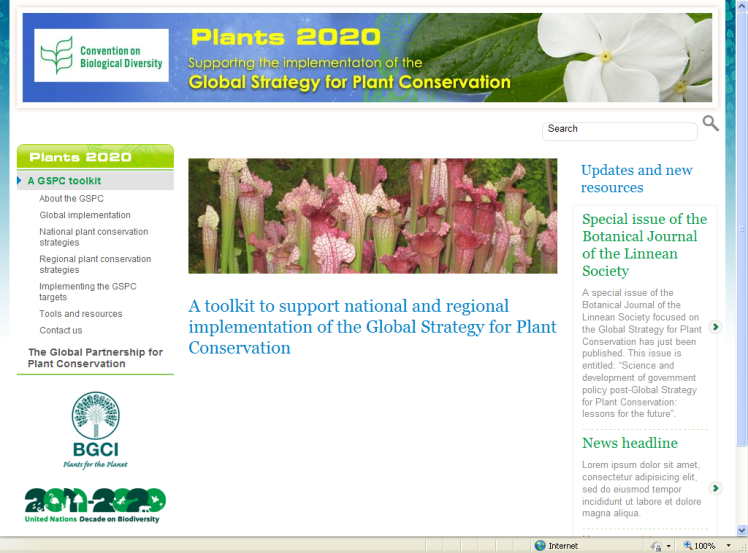 Convention on
Biological Diversity
Plants 2020
Supporting the implementaton of the
Global Strategy for Plant Conservation
Search
Plants 2020
A GSPC toolkit
About the GSPC
Global implementation
National plant conservation
strategies
Regional plant conservation
strategies
Implementing the GSPC
targets
Tools and resources
Contact us
The Global Partnership for
Plant Conservation
BGCI
Plants for the Planet
2011-2020
United Nations Decade on Biodiversity
A toolkit to support national and regional
implementation of the Global Strategy for Plant
Conservation
Updates and new
resources
Special issue of the
Botanical Journal
of the Linnean
Society
A special issue of the
Botanical Journal of the
Linnean Society focused on
the Global Strategy for Plant
Conservation has just been
published. This issue is
entitled: “Science and
development of government
policy post-Global Strategy
for Plant Conservation:
lessons for the future”.
News headline
Lorem ipsum dolor sit amet,
consectetur adipisicing elit,
sed do eiusmod tempor
incididunt ut labore et dolore
magna aliqua.
Internet
100%